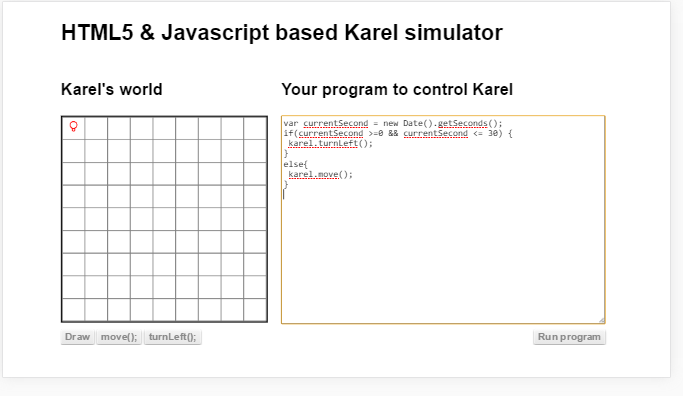 HTML5 & Javascript based Karel simulator
Karel's world
Your program to control Karel
var currentSecond = new Date().getSeconds();
if(currentSecond >=0 && currentSecond <= 30) {
karel.turnLeft();
}
else{
karel.move();
}
Draw move(); turnLeft(); Run program